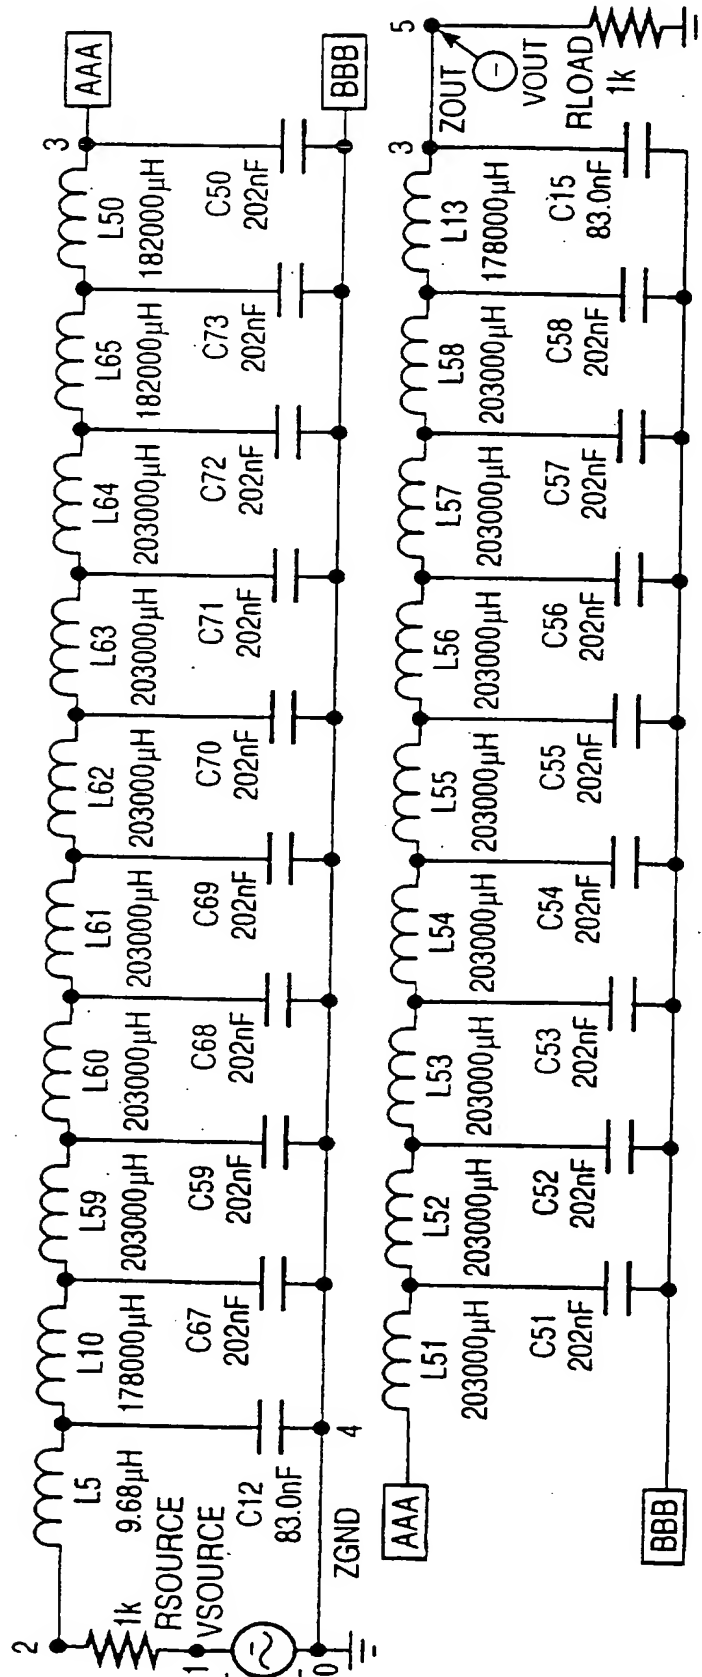 2
1k
RSOURCE
1
VSOURCE
0
L5
9.68µH
C12
83.0nF
4
ZGND
L10
178000µH
C67
202nF
L59
203000µH
C59
202nF
L60
203000µH
C68
202nF
L61
203000µH
C69
202nF
L62
203000µH
C70
202nF
L63
203000µH
C71
202nF
L64
203000µH
C72
202nF
L65
182000µH
C73
202nF
L50
182000µH
C50
202nF
3
AAA
BBB
AAA
BBB
L51
203000µH
C51
202nF
L52
203000µH
C52
202nF
L53
203000µH
C53
202nF
L54
203000µH
C54
202nF
L55
203000µH
C55
202nF
L56
203000µH
C56
202nF
L57
203000µH
C57
202nF
L58
203000µH
C58
202nF
L13
178000µH
C15
83.0nF
3
5
ZOUT
VOUT
RLOAD
1k